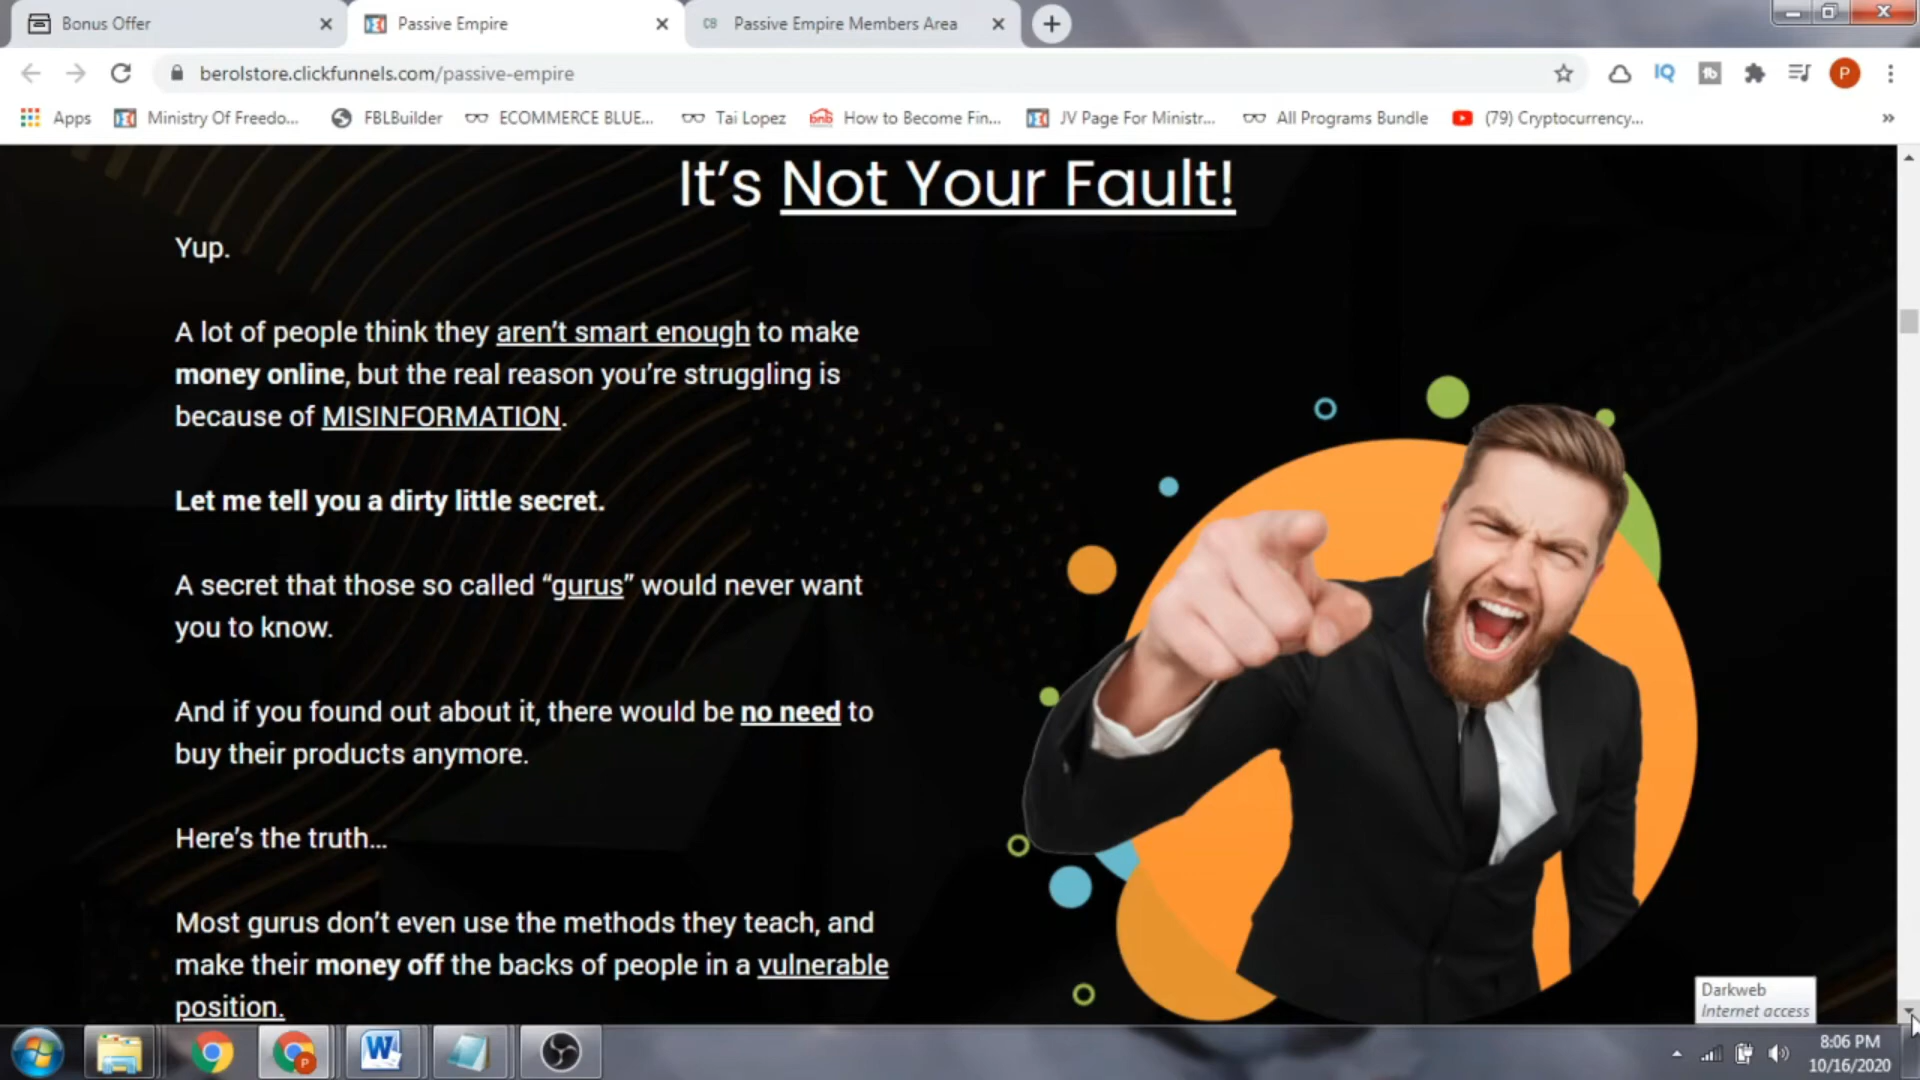 Bonus Offer
Passive Empire
CB Passive Empire Members Area
berolstore.clickfunnels.com/passive-empire
IQ
tb
P
Apps
Ministry Of Freedo...
FBLBuilder
ECOMMERCE BLUE...
Tai Lopez
bnb
How to Become Fin...
JV Page For Ministr...
All Programs Bundle
(79) Cryptocurrency...
It's Not Your Fault!
Yup.
A lot of people think they aren't smart enough to make
money online, but the real reason you're struggling is
because of MISINFORMATION.
Let me tell you a dirty little secret.
A secret that those so called “gurus” would never want
you to know.
And if you found out about it, there would be no need to
buy their products anymore.
Here's the truth...
Most gurus don't even use the methods they teach, and
make their money off the backs of people in a vulnerable
position.
Darkweb
Internet access
P
W
8:06 PM
10/16/2020